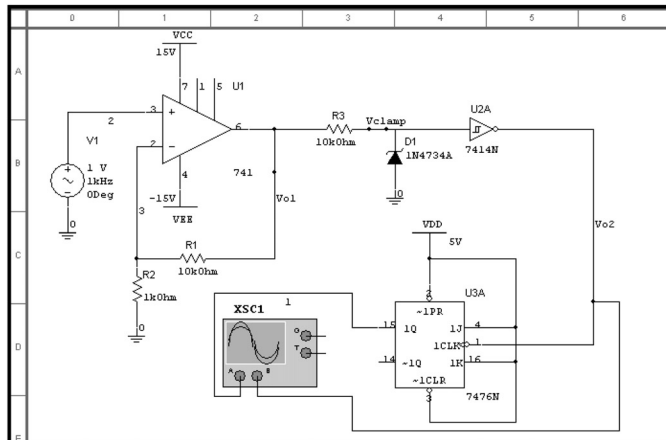 0 1 2 3 4 5 6
A
B
C
D
E
VCC
15V
7 1 5 U1
3 + 6
2
2 −
741
4
-15V
VEE
V1
1 V
1kHz
0Deg
0
3
R1
10kOhm
R2
1kOhm
0
Vo1
R3
10kOhm
Vclamp
D1
1N4734A
0
U2A
7414N
Vo2
VDD
5V
U3A
2
~1PR
15 1Q 1J 4
1CLK 1
14 ~1Q 1K 16
~1CLR
3
7476N
1
XSC1
G
T
A B